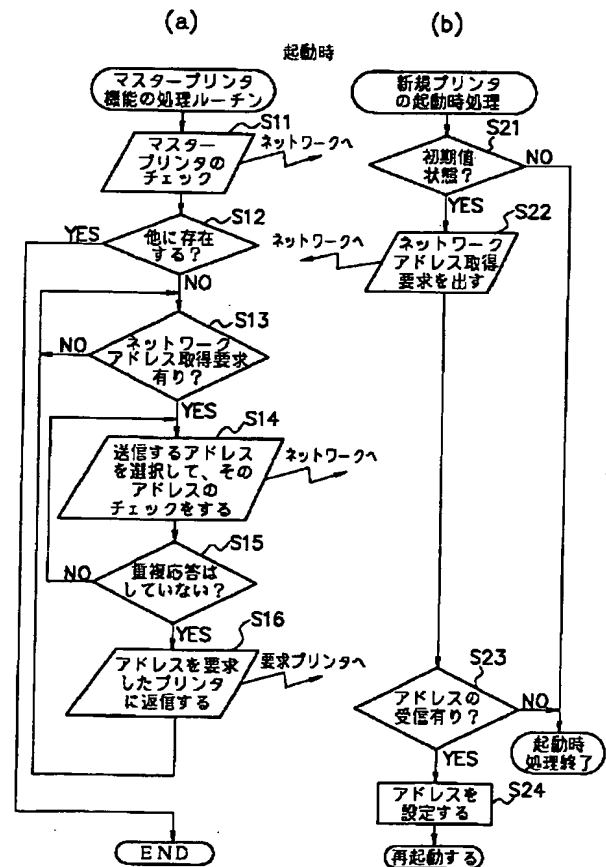 (a)
(b)
起動時
マスタープリンタ
機能の処理ルーチン
S11
マスター
プリンタの
チェック
ネットワークへ
S12
YES
他に存在
する？
NO
S13
NO
ネットワーク
アドレス取得要求
有り？
YES
S14
送信するアドレス
を選択して、その
アドレスの
チェックをする
ネットワークへ
S15
NO
重複応答は
していない？
YES
S16
アドレスを要求
したプリンタ
に返信する
要求プリンタへ
END
新規プリンタ
の起動時処理
S21
初期値
状態？
NO
YES
S22
ネットワークへ
ネットワーク
アドレス取得
要求を出す
S23
アドレスの
受信有り？
NO
YES
起動時
処理終了
S24
アドレスを
設定する
再起動する